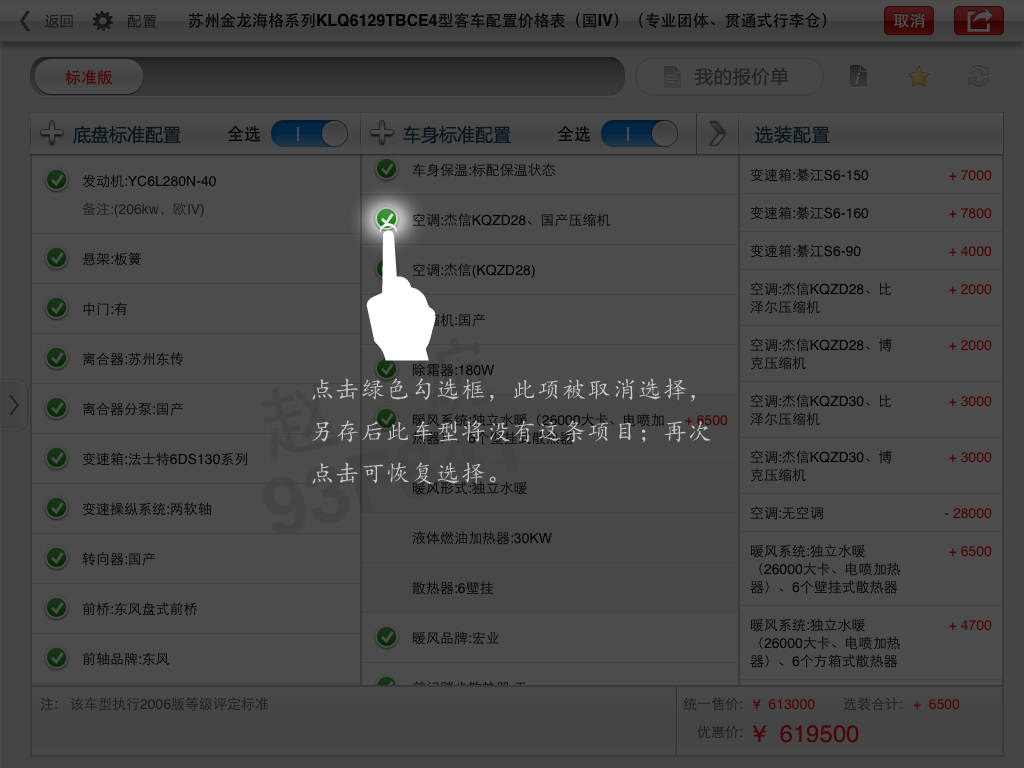 返回 配置 苏州金龙海格系列KLQ6129TBCE4型客车配置价格表（国IV）（专业团体、贯通式行李仓） 取消
标准版 我的报价单
底盘标准配置 全选 车身标准配置 全选 选装配置
发动机:YC6L280N-40
备注:(206kw，欧IV)
悬架:板簧
中门:有
离合器:苏州东传
离合器分泵:国产
变速箱:法士特6DS130系列
变速操纵系统:两软轴
转向器:国产
前桥:东风盘式前桥
前轴品牌:东风
车身保温:标配保温状态
空调:杰信KQZD28、国产压缩机
空调:杰信(KQZD28)
缩机:国产
除霜器:180W
暖风系统:独立水暖（26000大卡、电喷加 +6500
热器）、6个壁挂式散热器
暖风形式:独立水暖
液体燃油加热器:30KW
散热器:6壁挂
暖风品牌:宏业
点击绿色勾选框，此项被取消选择，
另存后此车型将没有这条项目；再次
点击可恢复选择。
变速箱:綦江S6-150 +7000
变速箱:綦江S6-160 +7800
变速箱:綦江S6-90 +4000
空调:杰信KQZD28、比 +2000
泽尔压缩机
空调:杰信KQZD28、博 +2000
克压缩机
空调:杰信KQZD30、比 +3000
泽尔压缩机
空调:杰信KQZD30、博 +3000
克压缩机
空调:无空调 - 28000
暖风系统:独立水暖 +6500
（26000大卡、电喷加热
器）、6个壁挂式散热器
暖风系统:独立水暖 +4700
（26000大卡、电喷加热
器）、6个方箱式散热器
注: 该车型执行2006版等级评定标准
统一售价: ￥ 613000 选装合计: + 6500
优惠价: ￥ 619500